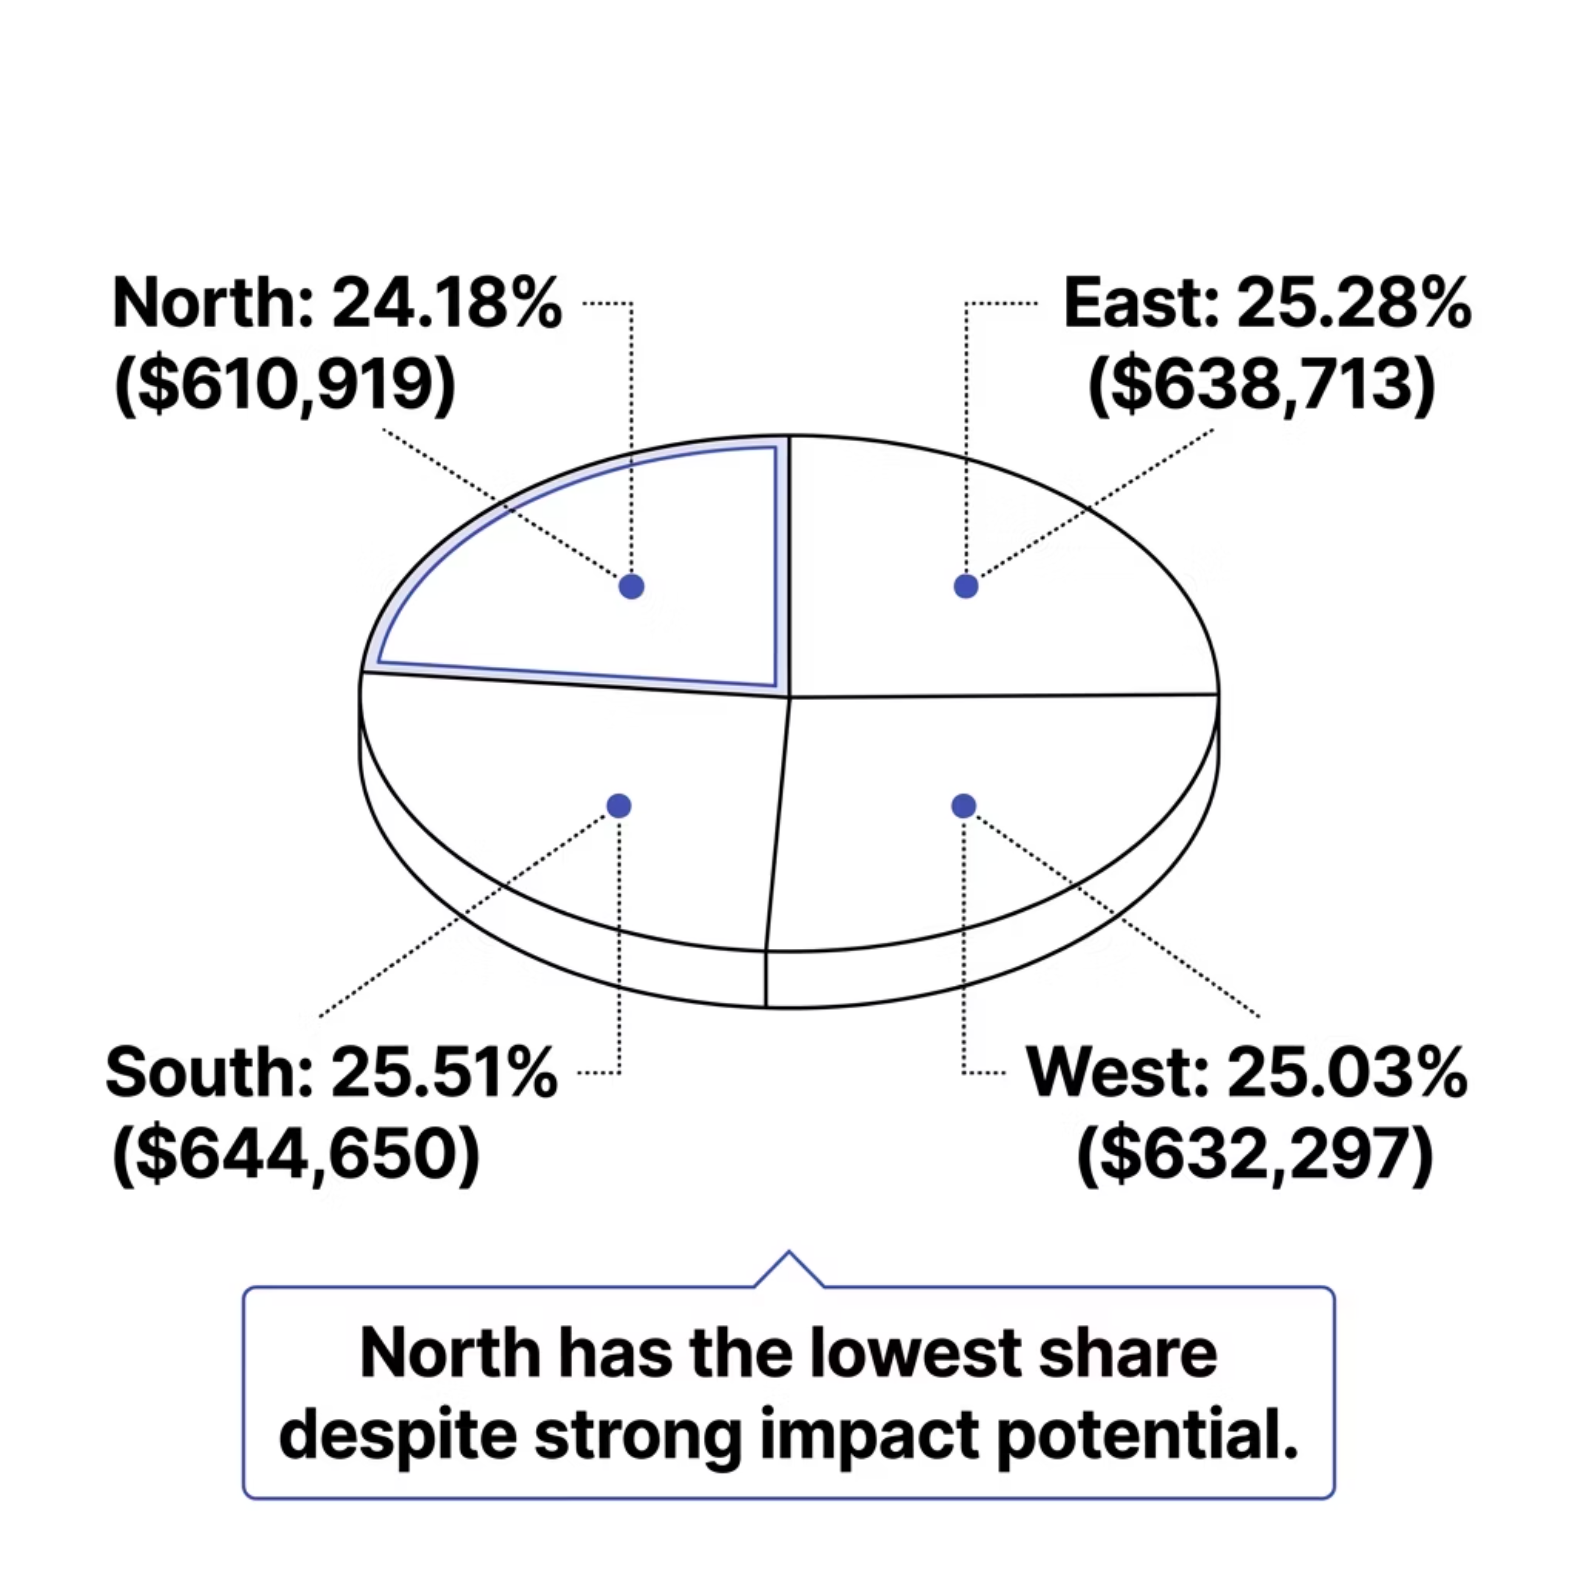 North: 24.18%
($610,919)
East: 25.28%
($638,713)
South: 25.51%
($644,650)
West: 25.03%
($632,297)
North has the lowest share
despite strong impact potential.